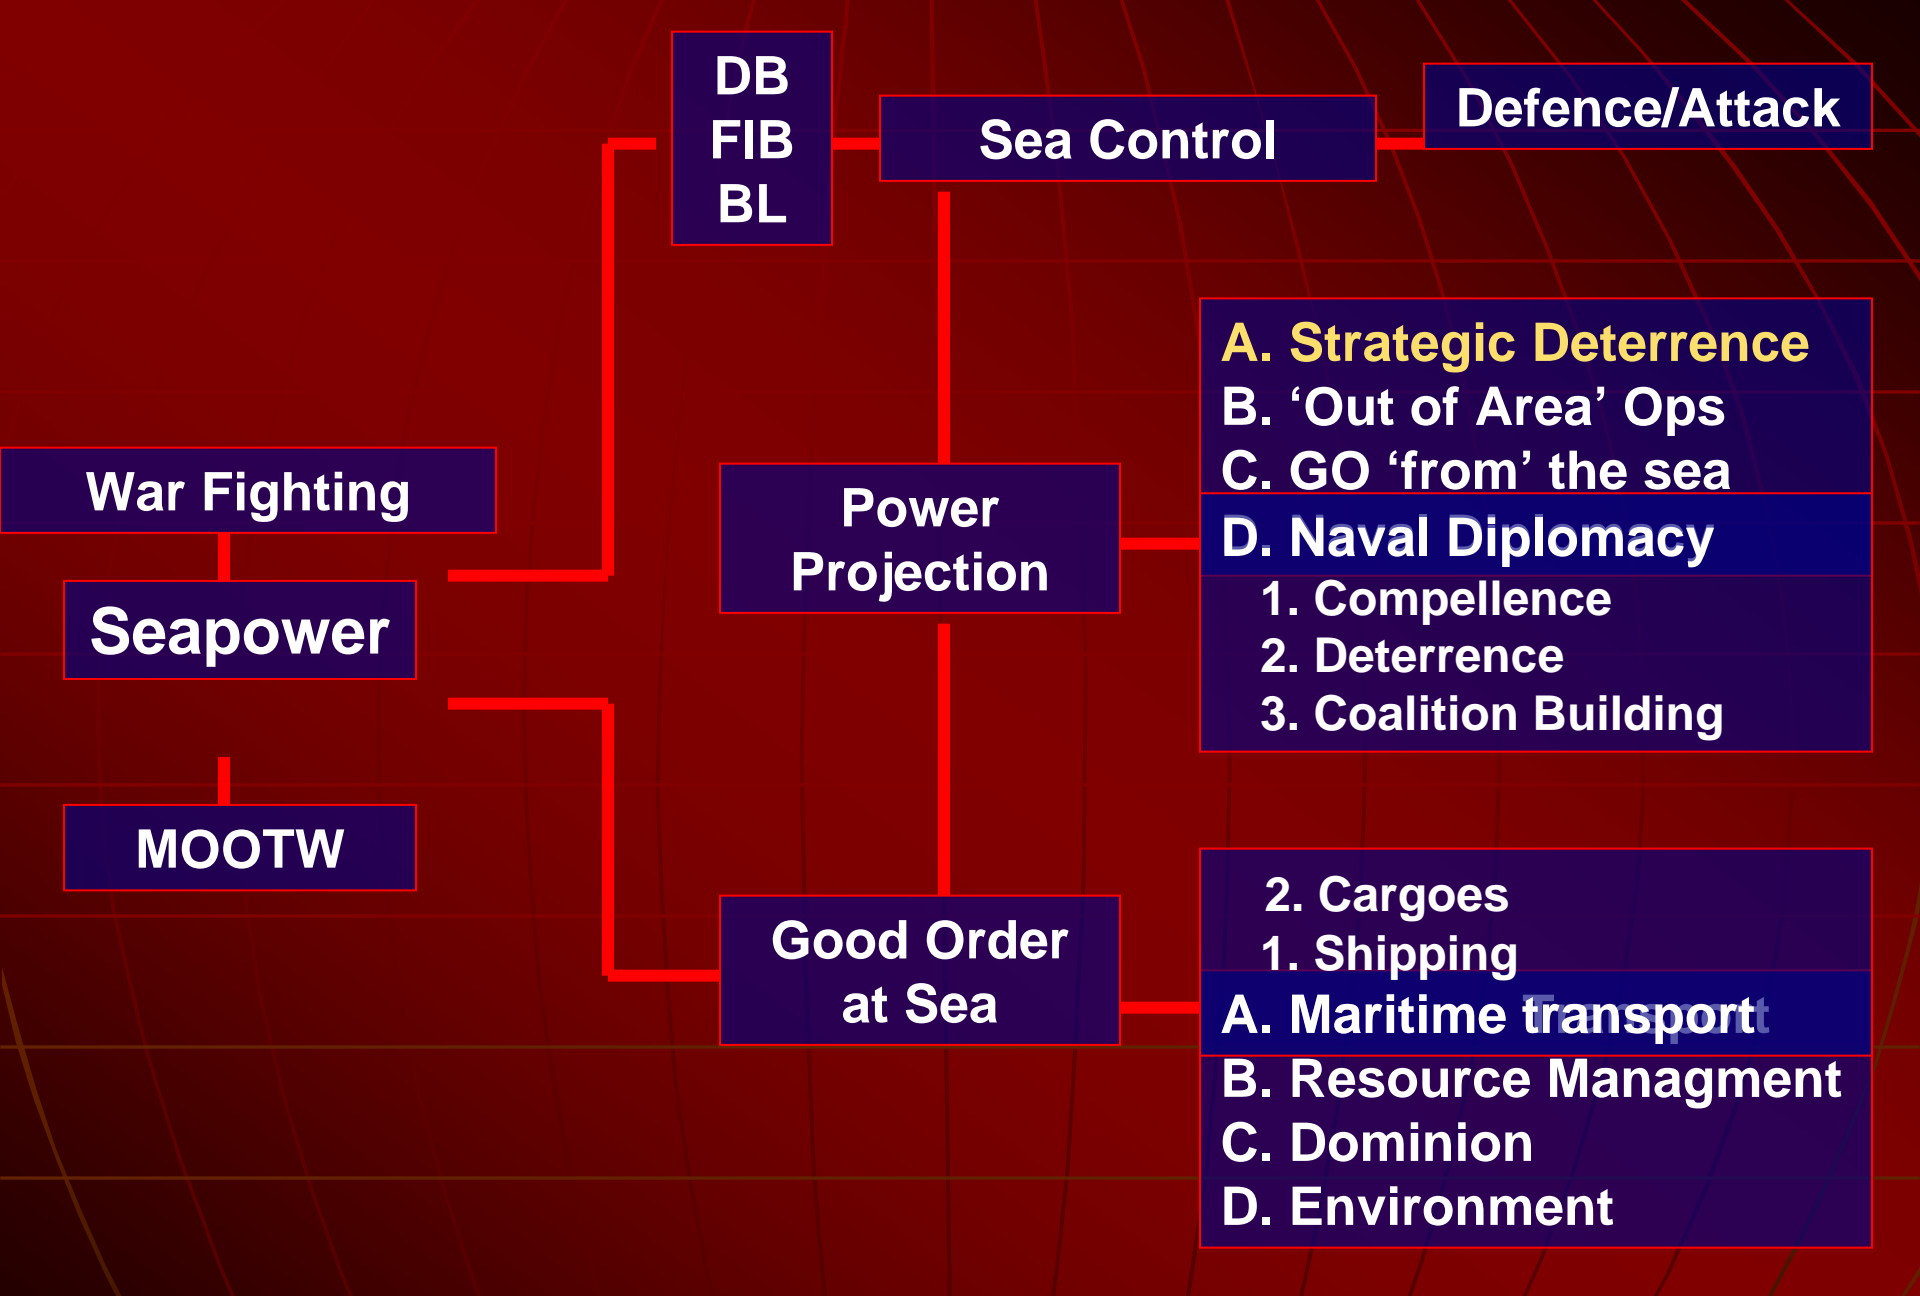 DB
FIB
BL
Sea Control
Defence/Attack
A. Strategic Deterrence
B. ‘Out of Area’ Ops
C. GO ‘from’ the sea
D. Naval Diplomacy
1. Compellence
2. Deterrence
3. Coalition Building
War Fighting
Power
Projection
Seapower
MOOTW
Good Order
at Sea
2. Cargoes
1. Shipping
A. Maritime transport
B. Resource Managment
C. Dominion
D. Environment